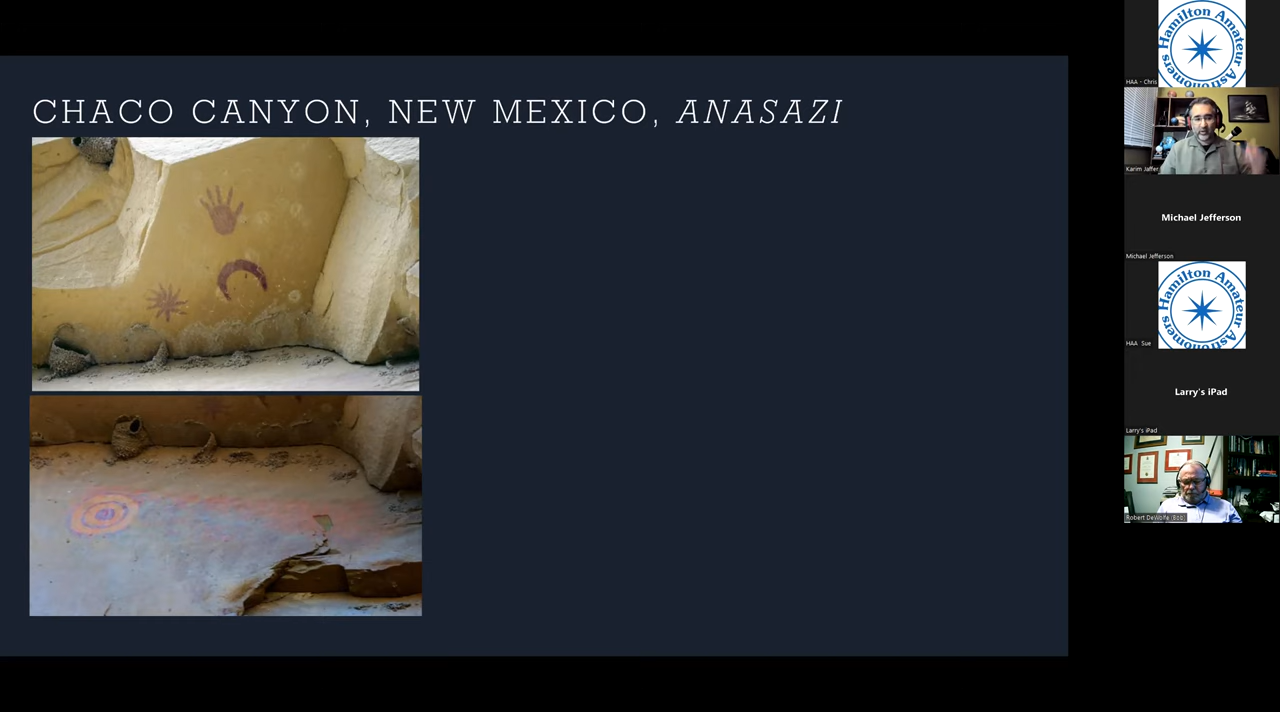 CHACO CANYON, NEW MEXICO, ANASAZI
Hamilton Amateur Astronomers
HAA - Chris
Karim Jaffer
Michael Jefferson
Michael Jefferson
Hamilton Amateur Astronomers
HAA Sue
Larry's iPad
Larry's iPad
Robert DeWolfe (Bob)